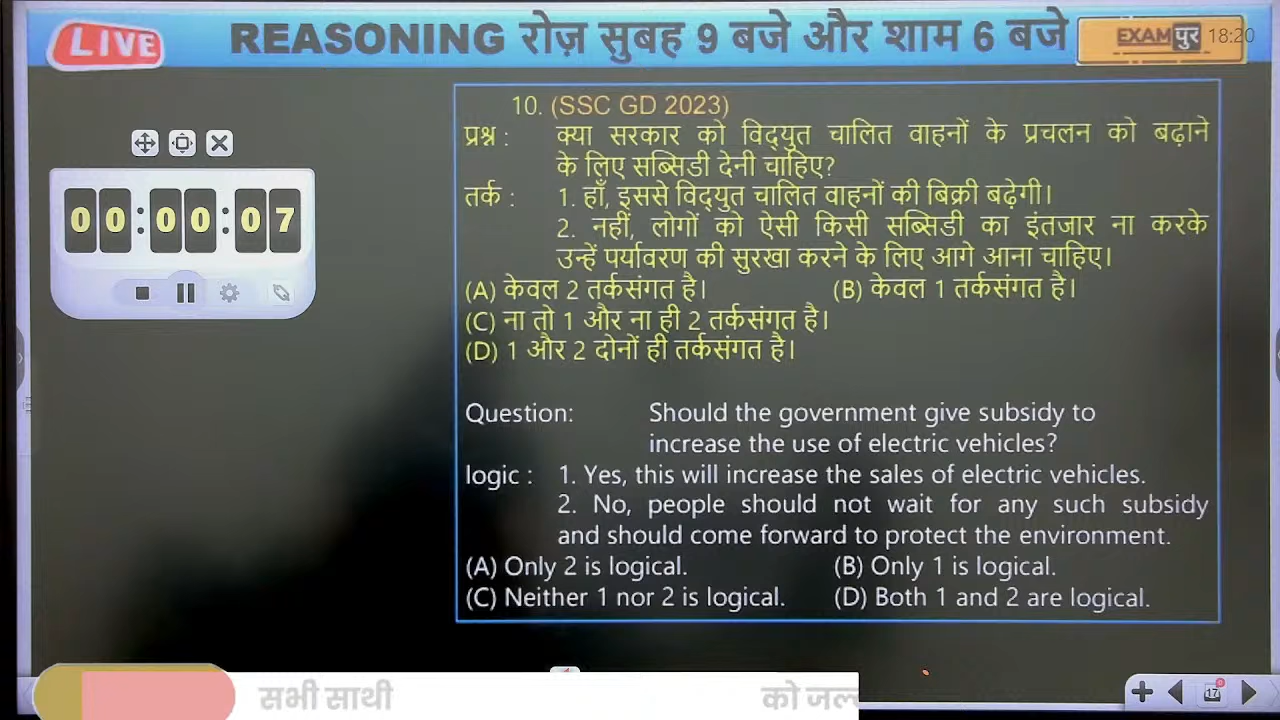 LIVE
REASONING रोज़ सुबह 9 बजे और शाम 6 बजे
EXAMपुर 18:20
10. (SSC GD 2023)
प्रश्न : क्या सरकार को विद्युत चालित वाहनों के प्रचलन को बढ़ाने
के लिए सब्सिडी देनी चाहिए?
तर्क : 1. हाँ, इससे विद्युत चालित वाहनों की बिक्री बढ़ेगी।
2. नहीं, लोगों को ऐसी किसी सब्सिडी का इंतजार ना करके
उन्हें पर्यावरण की सुरखा करने के लिए आगे आना चाहिए।
(A) केवल 2 तर्कसंगत है। (B) केवल 1 तर्कसंगत है।
(C) ना तो 1 और ना ही 2 तर्कसंगत है।
(D) 1 और 2 दोनों ही तर्कसंगत है।
00:00:07
Question: Should the government give subsidy to
increase the use of electric vehicles?
logic : 1. Yes, this will increase the sales of electric vehicles.
2. No, people should not wait for any such subsidy
and should come forward to protect the environment.
(A) Only 2 is logical. (B) Only 1 is logical.
(C) Neither 1 nor 2 is logical. (D) Both 1 and 2 are logical.
सभी साथी को
17